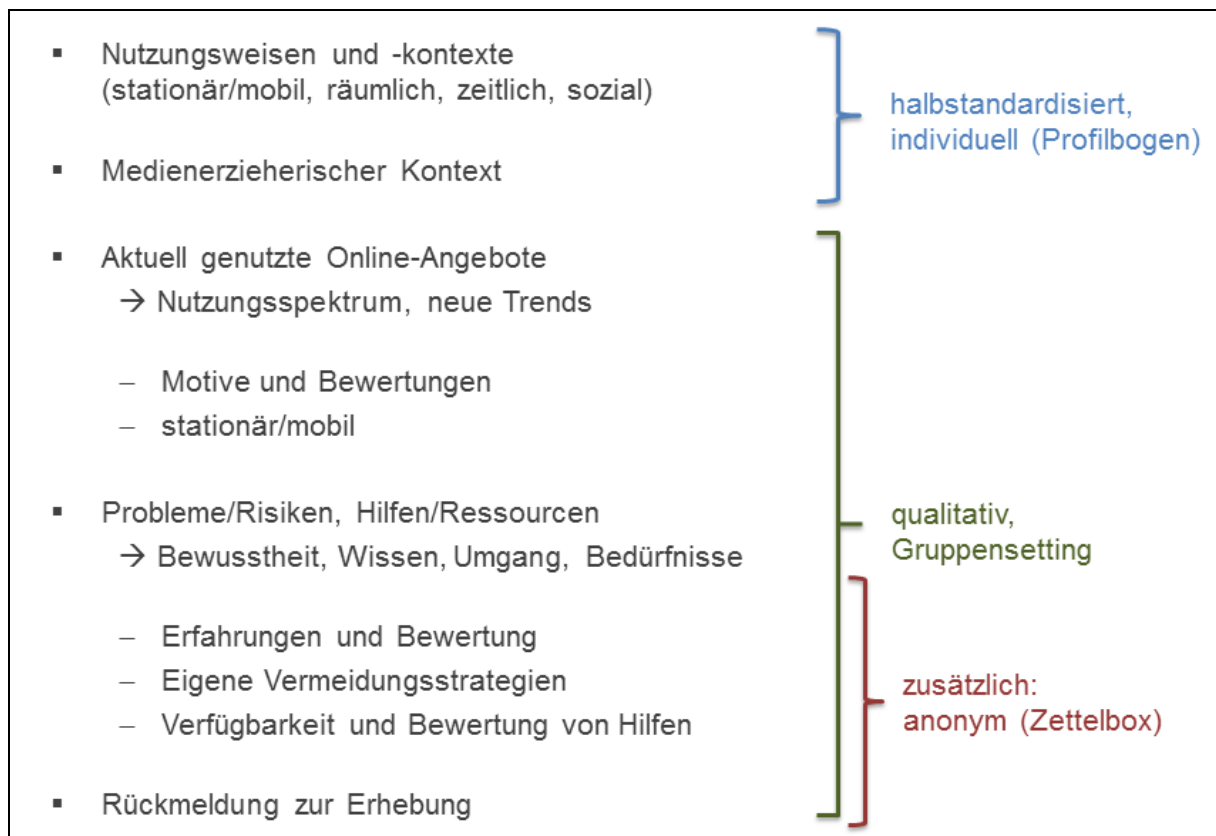 ▪ Nutzungsweisen und -kontexte
(stationär/mobil, räumlich, zeitlich, sozial)
▪ Medienerzieherischer Kontext
halbstandardisiert,
individuell (Profilbogen)
▪ Aktuell genutzte Online-Angebote
→ Nutzungsspektrum, neue Trends
– Motive und Bewertungen
– stationär/mobil
▪ Probleme/Risiken, Hilfen/Ressourcen
→ Bewusstheit, Wissen, Umgang, Bedürfnisse
– Erfahrungen und Bewertung
– Eigene Vermeidungsstrategien
– Verfügbarkeit und Bewertung von Hilfen
▪ Rückmeldung zur Erhebung
qualitativ,
Gruppensetting
zusätzlich:
anonym (Zettelbox)